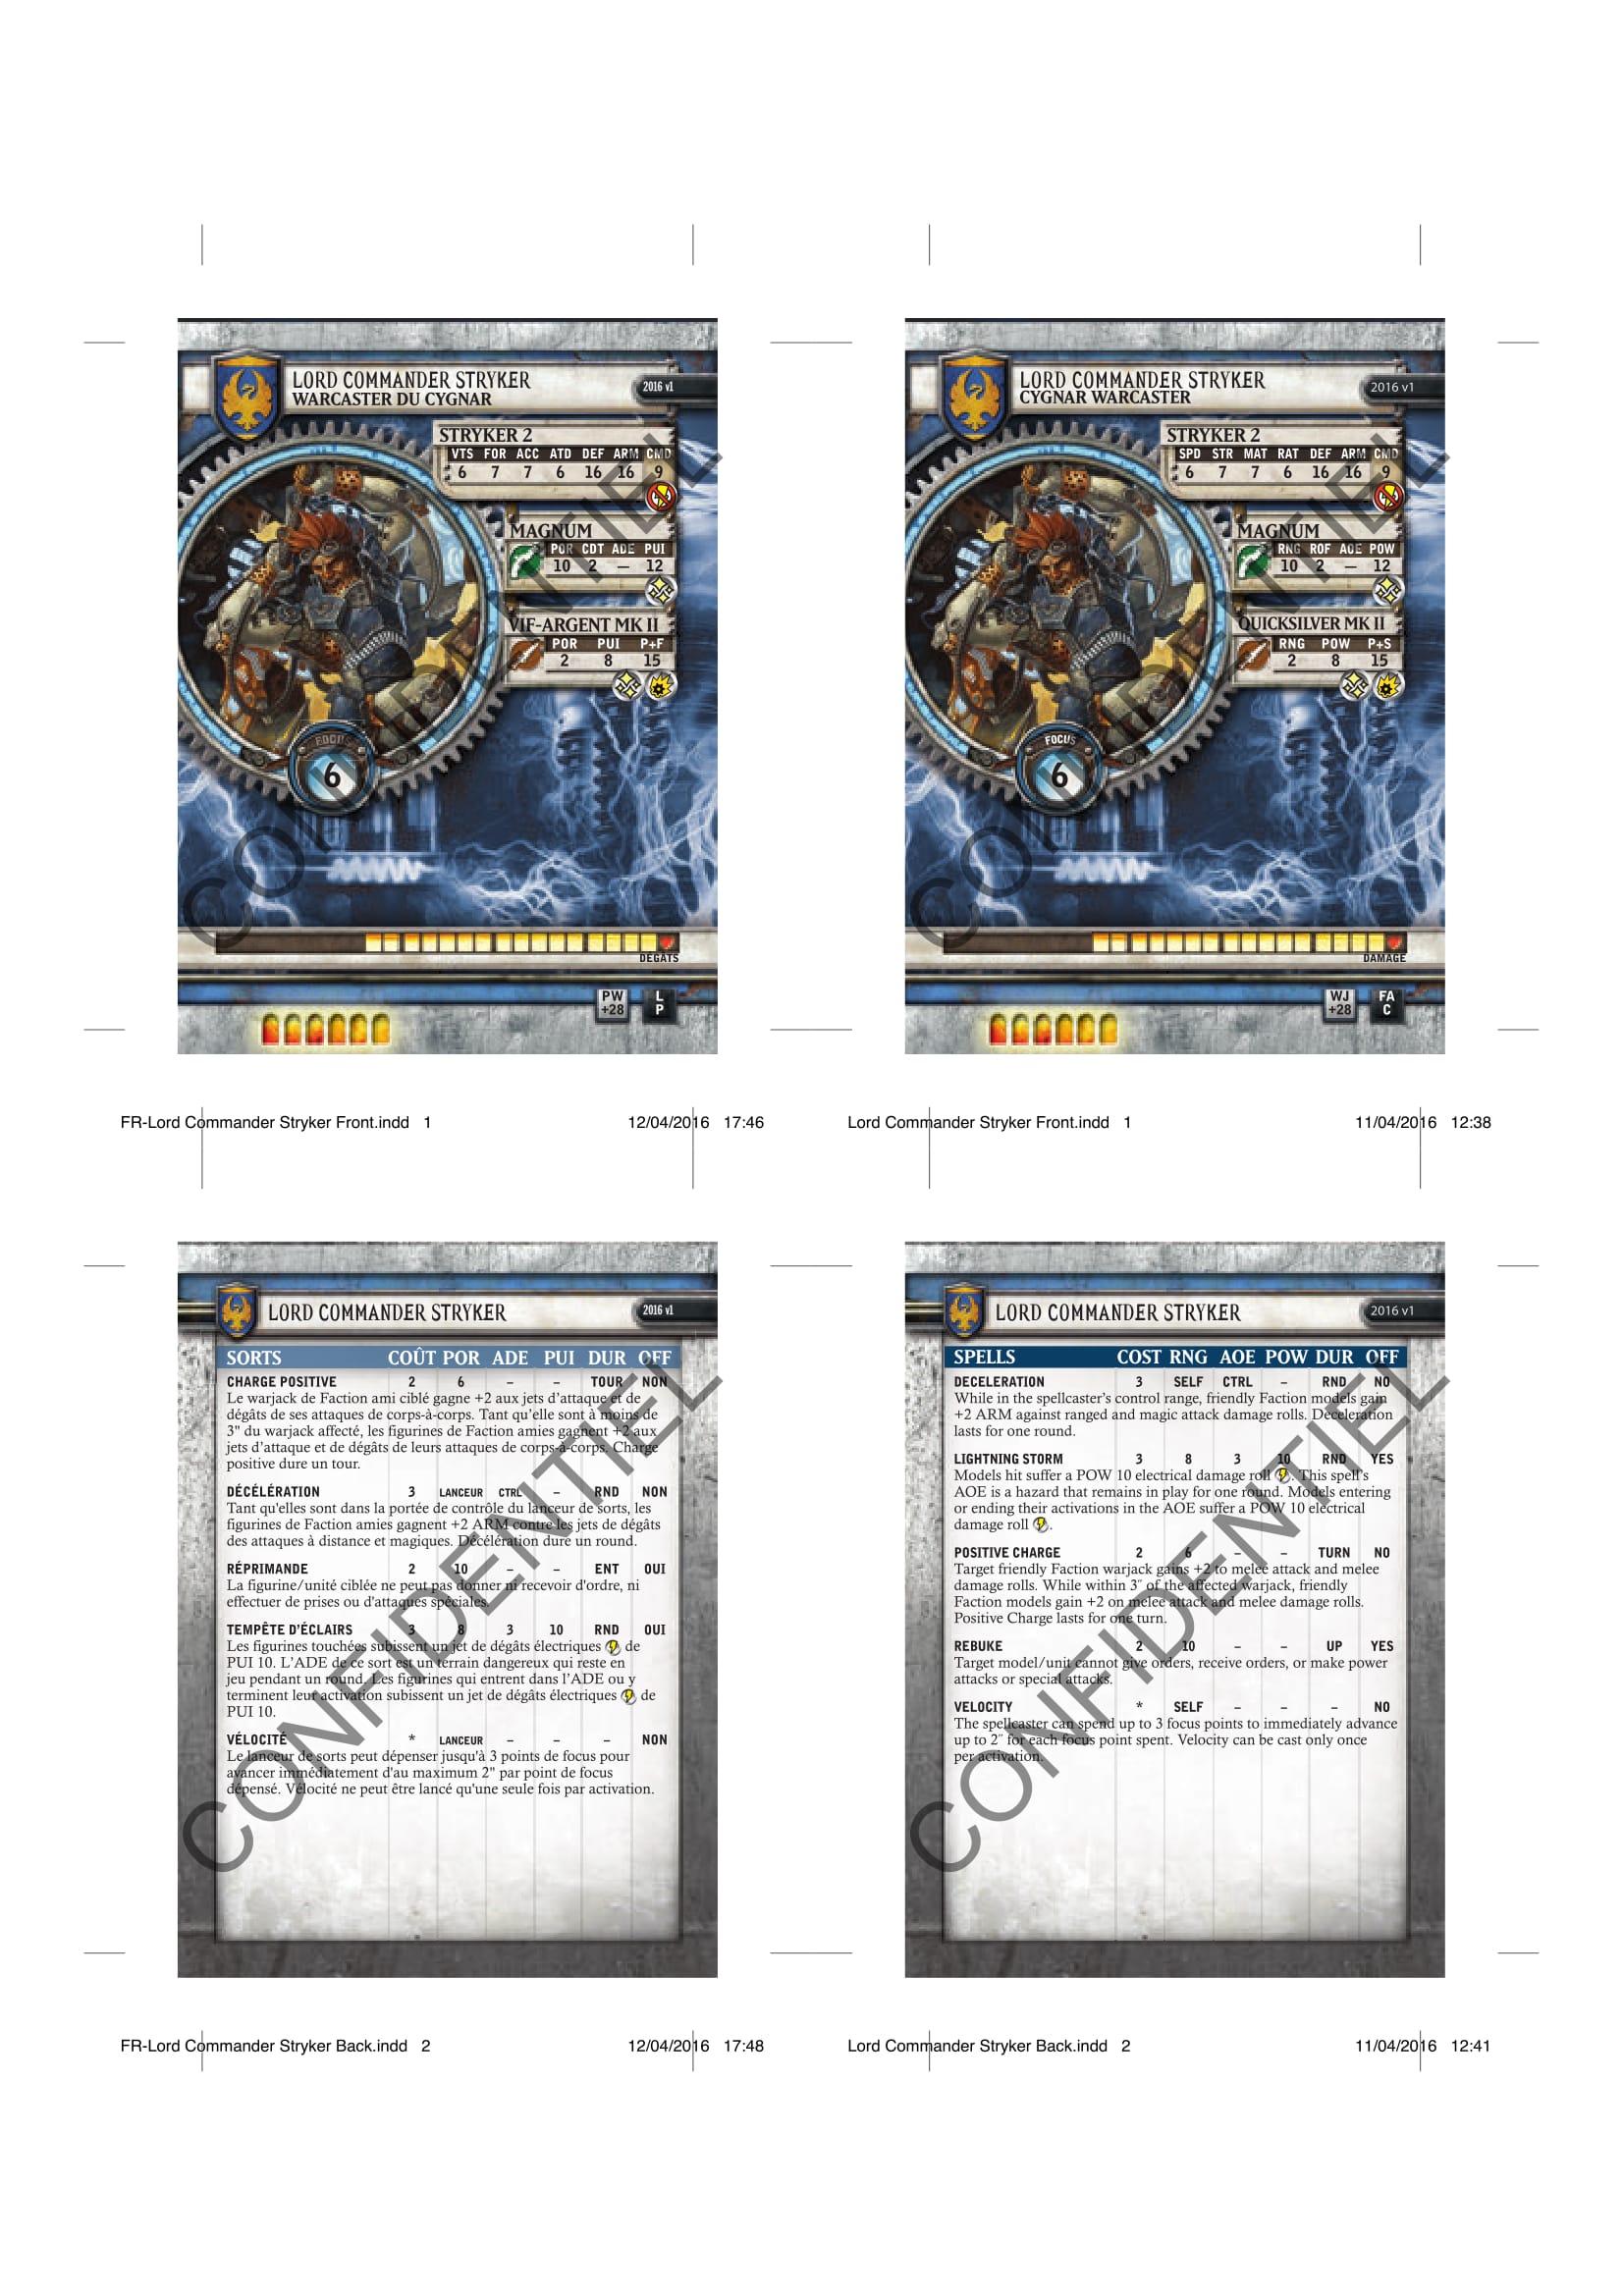 LORD COMMANDER STRYKER
WARCASTER DU CYGNAR
2016 v1
STRYKER 2
VTS FOR ACC ATD DEF ARM CMD
6 7 7 6 16 16 9
MAGNUM
POR CDT ADE PUI
10 2 — 12
VIF-ARGENT MK II
POR PUI P+F
2 8 15
FOCUS
6
DÉGÂTS
PW
+28
L
P
CONFIDENTIEL
FR-Lord Commander Stryker Front.indd 1
12/04/2016 17:46
LORD COMMANDER STRYKER
CYGNAR WARCASTER
2016 v1
STRYKER 2
SPD STR MAT RAT DEF ARM CMD
6 7 7 6 16 16 9
MAGNUM
RNG ROF AOE POW
10 2 — 12
QUICKSILVER MK II
RNG POW P+S
2 8 15
FOCUS
6
DAMAGE
WJ
+28
FA
C
CONFIDENTIEL
Lord Commander Stryker Front.indd 1
11/04/2016 12:38
LORD COMMANDER STRYKER
2016 v1
SORTS COÛT POR ADE PUI DUR OFF
CHARGE POSITIVE 2 6 – – TOUR NON
Le warjack de Faction ami ciblé gagne +2 aux jets d'attaque et de
dégâts de ses attaques de corps-à-corps. Tant qu'elle sont à moins de
3" du warjack affecté, les figurines de Faction amies gagnent +2 aux
jets d'attaque et de dégâts de leurs attaques de corps-à-corps. Charge
positive dure un tour.
DÉCÉLÉRATION 3 LANCEUR CTRL – RND NON
Tant qu'elles sont dans la portée de contrôle du lanceur de sorts, les
figurines de Faction amies gagnent +2 ARM contre les jets de dégâts
des attaques à distance et magiques. Décélération dure un round.
RÉPRIMANDE 2 10 – – ENT OUI
La figurine/unité ciblée ne peut pas donner ni recevoir d'ordre, ni
effectuer de prises ou d'attaques spéciales.
TEMPÊTE D'ÉCLAIRS 3 8 3 10 RND OUI
Les figurines touchées subissent un jet de dégâts électriques de
PUI 10. L'ADE de ce sort est un terrain dangereux qui reste en
jeu pendant un round. Les figurines qui entrent dans l'ADE ou y
terminent leur activation subissent un jet de dégâts électriques de
PUI 10.
VÉLOCITÉ * LANCEUR – – – NON
Le lanceur de sorts peut dépenser jusqu'à 3 points de focus pour
avancer immédiatement d'au maximum 2" par point de focus
dépensé. Vélocité ne peut être lancé qu'une seule fois par activation.
CONFIDENTIEL
FR-Lord Commander Stryker Back.indd 2
12/04/2016 17:48
LORD COMMANDER STRYKER
2016 v1
SPELLS COST RNG AOE POW DUR OFF
DECELERATION 3 SELF CTRL – RND NO
While in the spellcaster's control range, friendly Faction models gain
+2 ARM against ranged and magic attack damage rolls. Deceleration
lasts for one round.
LIGHTNING STORM 3 8 3 10 RND YES
Models hit suffer a POW 10 electrical damage roll . This spell's
AOE is a hazard that remains in play for one round. Models entering
or ending their activations in the AOE suffer a POW 10 electrical
damage roll .
POSITIVE CHARGE 2 6 – – TURN NO
Target friendly Faction warjack gains +2 to melee attack and melee
damage rolls. While within 3˝ of the affected warjack, friendly
Faction models gain +2 on melee attack and melee damage rolls.
Positive Charge lasts for one turn.
REBUKE 2 10 – – UP YES
Target model/unit cannot give orders, receive orders, or make power
attacks or special attacks.
VELOCITY * SELF – – – NO
The spellcaster can spend up to 3 focus points to immediately advance
up to 2˝ for each focus point spent. Velocity can be cast only once
per activation.
CONFIDENTIEL
Lord Commander Stryker Back.indd 2
11/04/2016 12:41